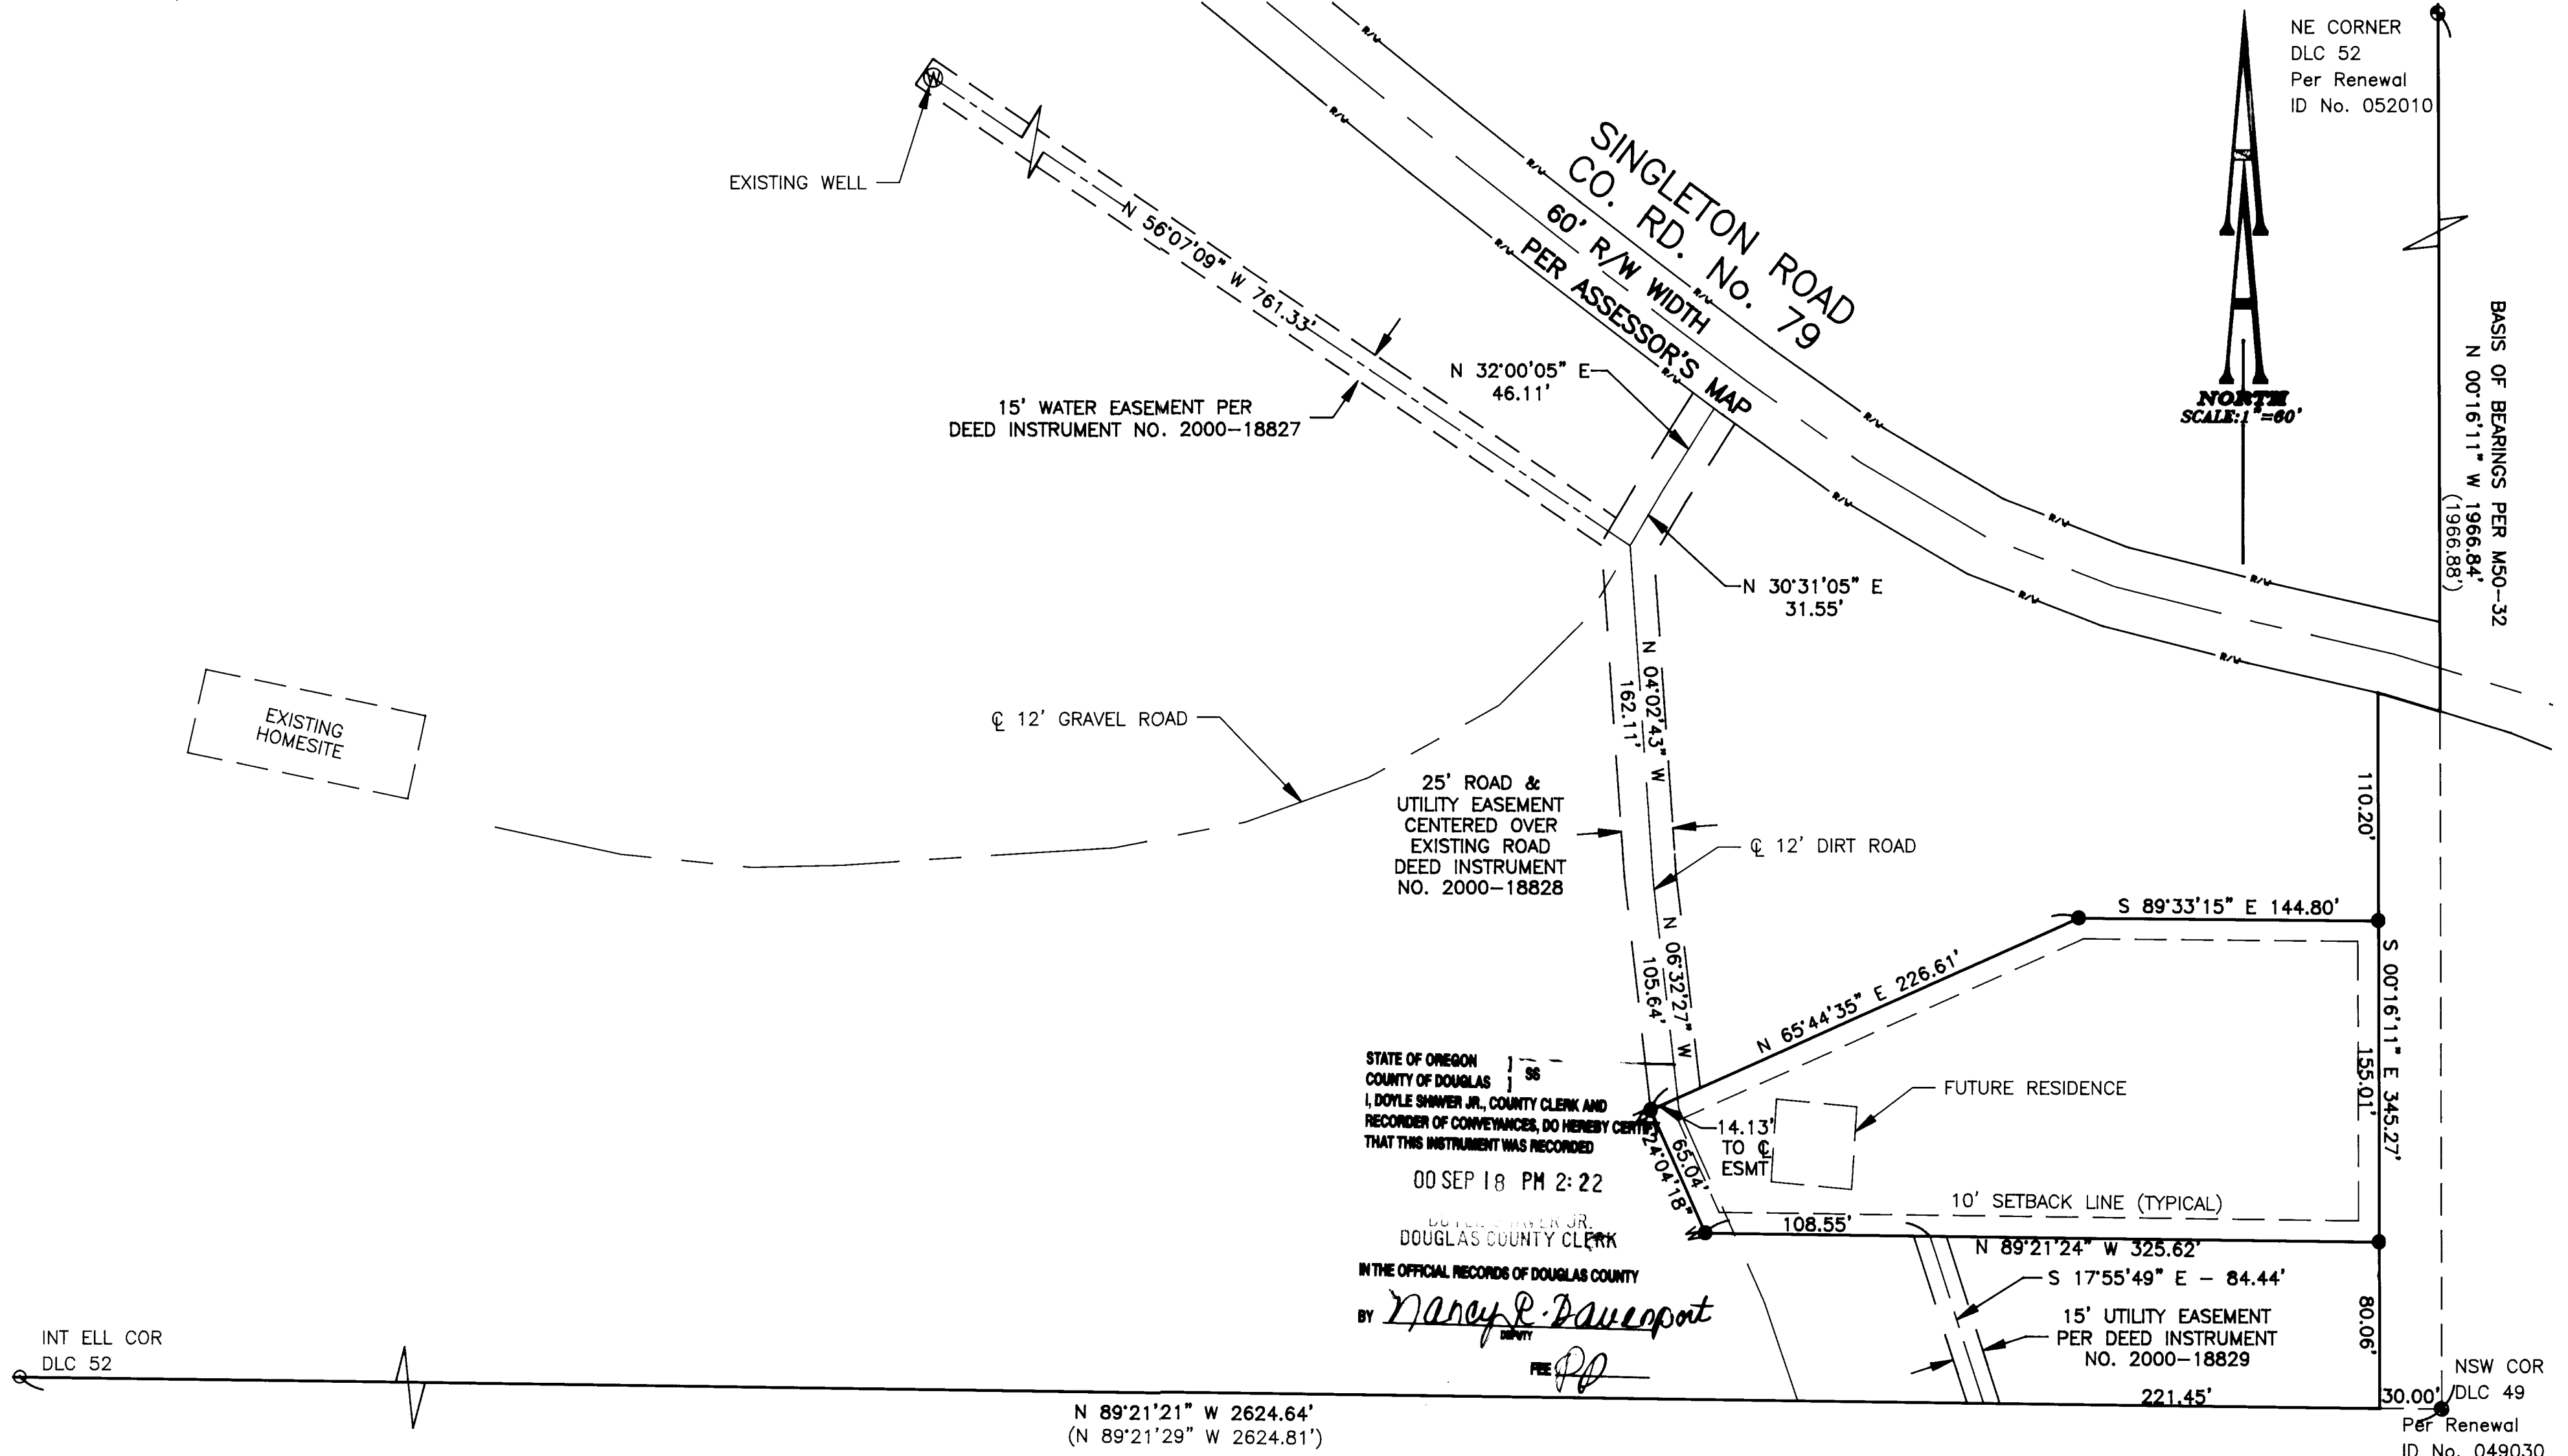 NE CORNER
DLC 52
Per Renewal
ID No. 052010
EXISTING WELL
W
R/W
R/W
R/W
R/W
R/W
R/W
R/W
R/W
R/W
R/W
R/W
R/W
R/W
SINGLETON ROAD
CO. RD. No. 79
60' R/W WIDTH
PER ASSESSOR'S MAP
NORTH
SCALE:1"=60'
BASIS OF BEARINGS PER M50-32
N 00°16'11" W 1966.84'
(1966.88')
N 56°07'09" W 761.33'
15' WATER EASEMENT PER
DEED INSTRUMENT NO. 2000-18827
N 32°00'05" E
46.11'
N 30°31'05" E
31.55'
N 04°02'43" W
162.11'
EXISTING
HOMESITE
℄ 12' GRAVEL ROAD
25' ROAD &
UTILITY EASEMENT
CENTERED OVER
EXISTING ROAD
DEED INSTRUMENT
NO. 2000-18828
℄ 12' DIRT ROAD
N 06°32'27" W
105.64'
110.20'
S 89°33'15" E 144.80'
N 65°44'35" E 226.61'
S 00°16'11" E 345.27'
155.01'
FUTURE RESIDENCE
14.13'
TO ℄
ESMT
65.04'
24°04'18" W
10' SETBACK LINE (TYPICAL)
108.55'
N 89°21'24" W 325.62'
S 17°55'49" E - 84.44'
15' UTILITY EASEMENT
PER DEED INSTRUMENT
NO. 2000-18829
80.06'
221.45'
30.00'
NSW COR
DLC 49
Per Renewal
ID No. 049030
STATE OF OREGON ] SS
COUNTY OF DOUGLAS ]
I, DOYLE SHAVER JR., COUNTY CLERK AND
RECORDER OF CONVEYANCES, DO HEREBY CERTIFY
THAT THIS INSTRUMENT WAS RECORDED
00 SEP 18 PM 2:22
DOYLE SHAVER JR.
DOUGLAS COUNTY CLERK
IN THE OFFICIAL RECORDS OF DOUGLAS COUNTY
BY Nancy R. Davenport
DEPUTY
FEE
INT ELL COR
DLC 52
N 89°21'21" W 2624.64'
(N 89°21'29" W 2624.81')